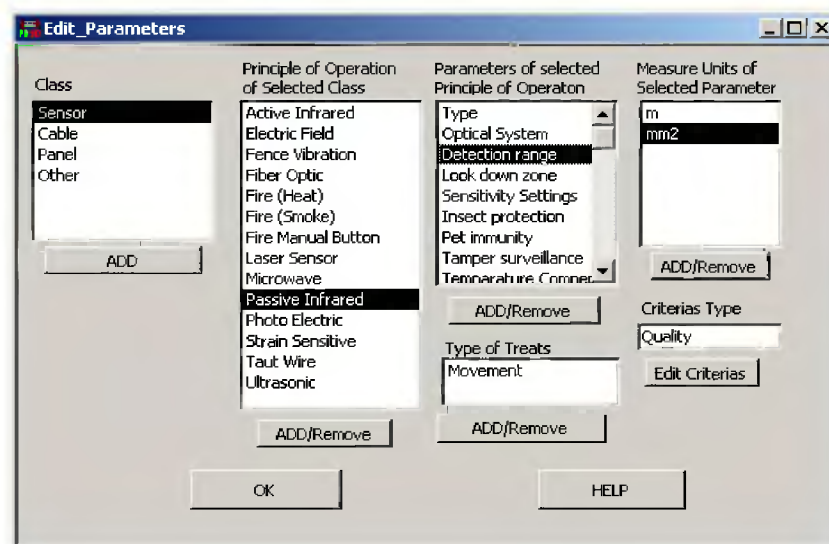 Edit_Parameters
Class
Sensor
Cable
Panel
Other
ADD
Principle of Operation
of Selected Class
Active Infrared
Electric Field
Fence Vibration
Fiber Optic
Fire (Heat)
Fire (Smoke)
Fire Manual Button
Laser Sensor
Microwave
Passive Infrared
Photo Electric
Strain Sensitive
Taut Wire
Ultrasonic
ADD/Remove
Parameters of selected
Principle of Operaton
Type
Optical System
Detection range
Look down zone
Sensitivity Settings
Insect protection
Pet immunity
Tamper surveillance
Temparature Comper
ADD/Remove
Type of Treats
Movement
ADD/Remove
Measure Units of
Selected Parameter
m
mm2
ADD/Remove
Criterias Type
Quality
Edit Criterias
OK
HELP